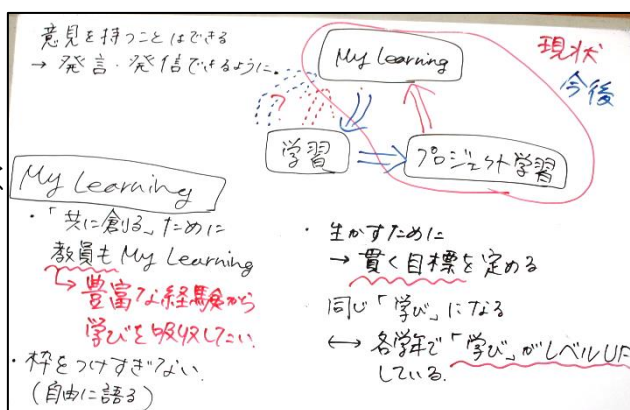 意見を持つことはできる
→ 発言・発信できるように。
My Learning
現状
今後
学習
プロジェクト学習
My Learning
・「共に創る」ために
教員も My Learning
↳ 豊富な経験から
学びを吸収したい。
・枠をつけすぎない
(自由に語る)
・生かすために
→ 貫く目標を定める
同じ「学び」になる
↔ 各学年で「学び」がレベルUP
している。